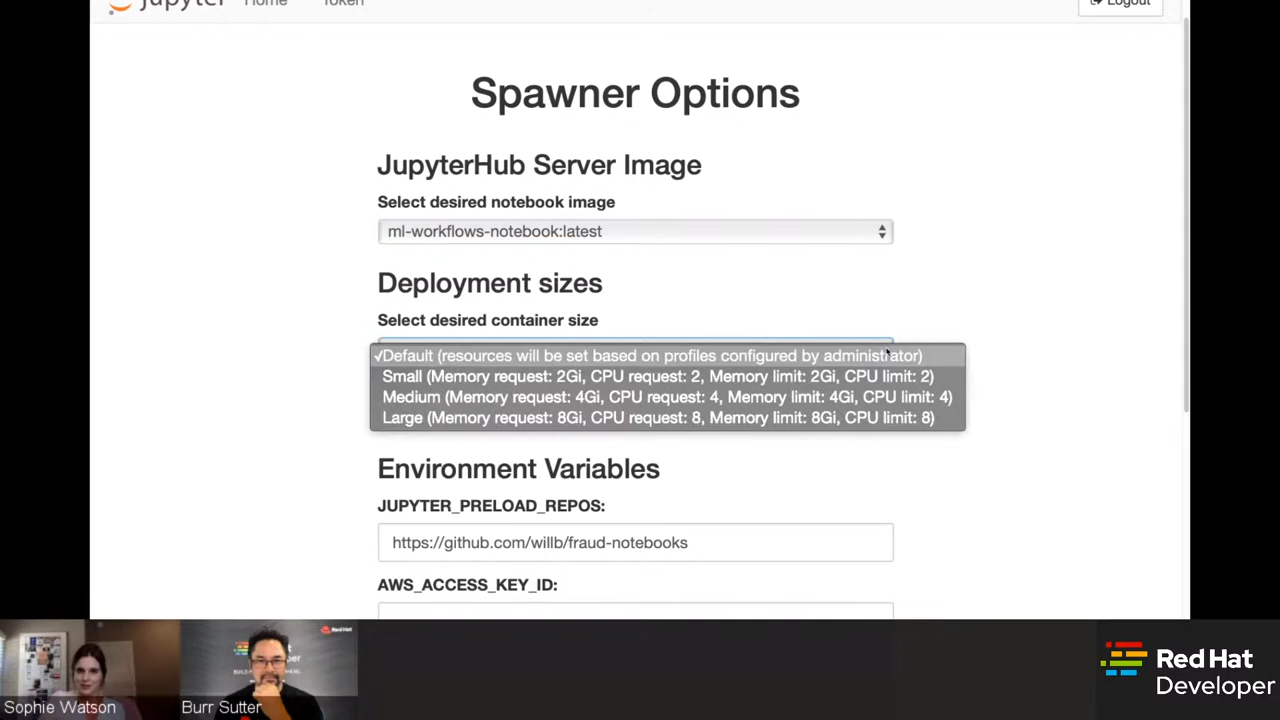 Jupyter Home Token Logout
Spawner Options
JupyterHub Server Image
Select desired notebook image
ml-workflows-notebook:latest
Deployment sizes
Select desired container size
✓Default (resources will be set based on profiles configured by administrator)
Small (Memory request: 2Gi, CPU request: 2, Memory limit: 2Gi, CPU limit: 2)
Medium (Memory request: 4Gi, CPU request: 4, Memory limit: 4Gi, CPU limit: 4)
Large (Memory request: 8Gi, CPU request: 8, Memory limit: 8Gi, CPU limit: 8)
Environment Variables
JUPYTER_PRELOAD_REPOS:
https://github.com/willb/fraud-notebooks
AWS_ACCESS_KEY_ID:
Red Hat
Sophie Watson
Burr Sutter
Red Hat
Developer